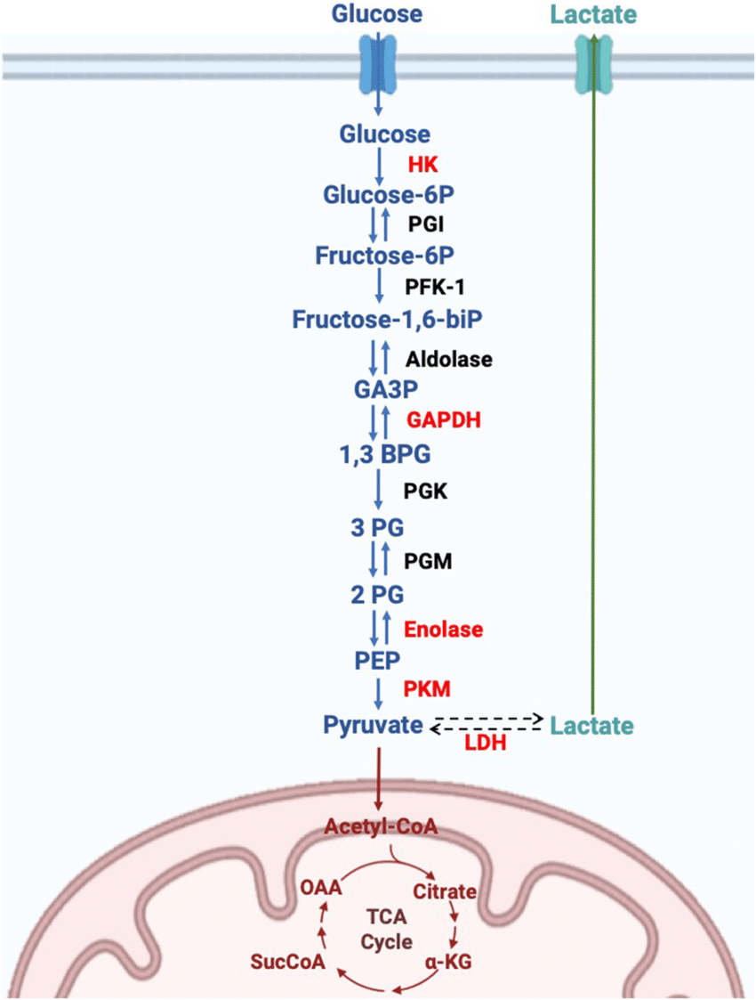 Glucose
Lactate
Glucose
HK
Glucose-6P
PGI
Fructose-6P
PFK-1
Fructose-1,6-biP
Aldolase
GA3P
GAPDH
1,3 BPG
PGK
3 PG
PGM
2 PG
Enolase
PEP
PKM
Pyruvate
Lactate
LDH
Acetyl-CoA
OAA
Citrate
TCA
Cycle
SucCoA
α-KG